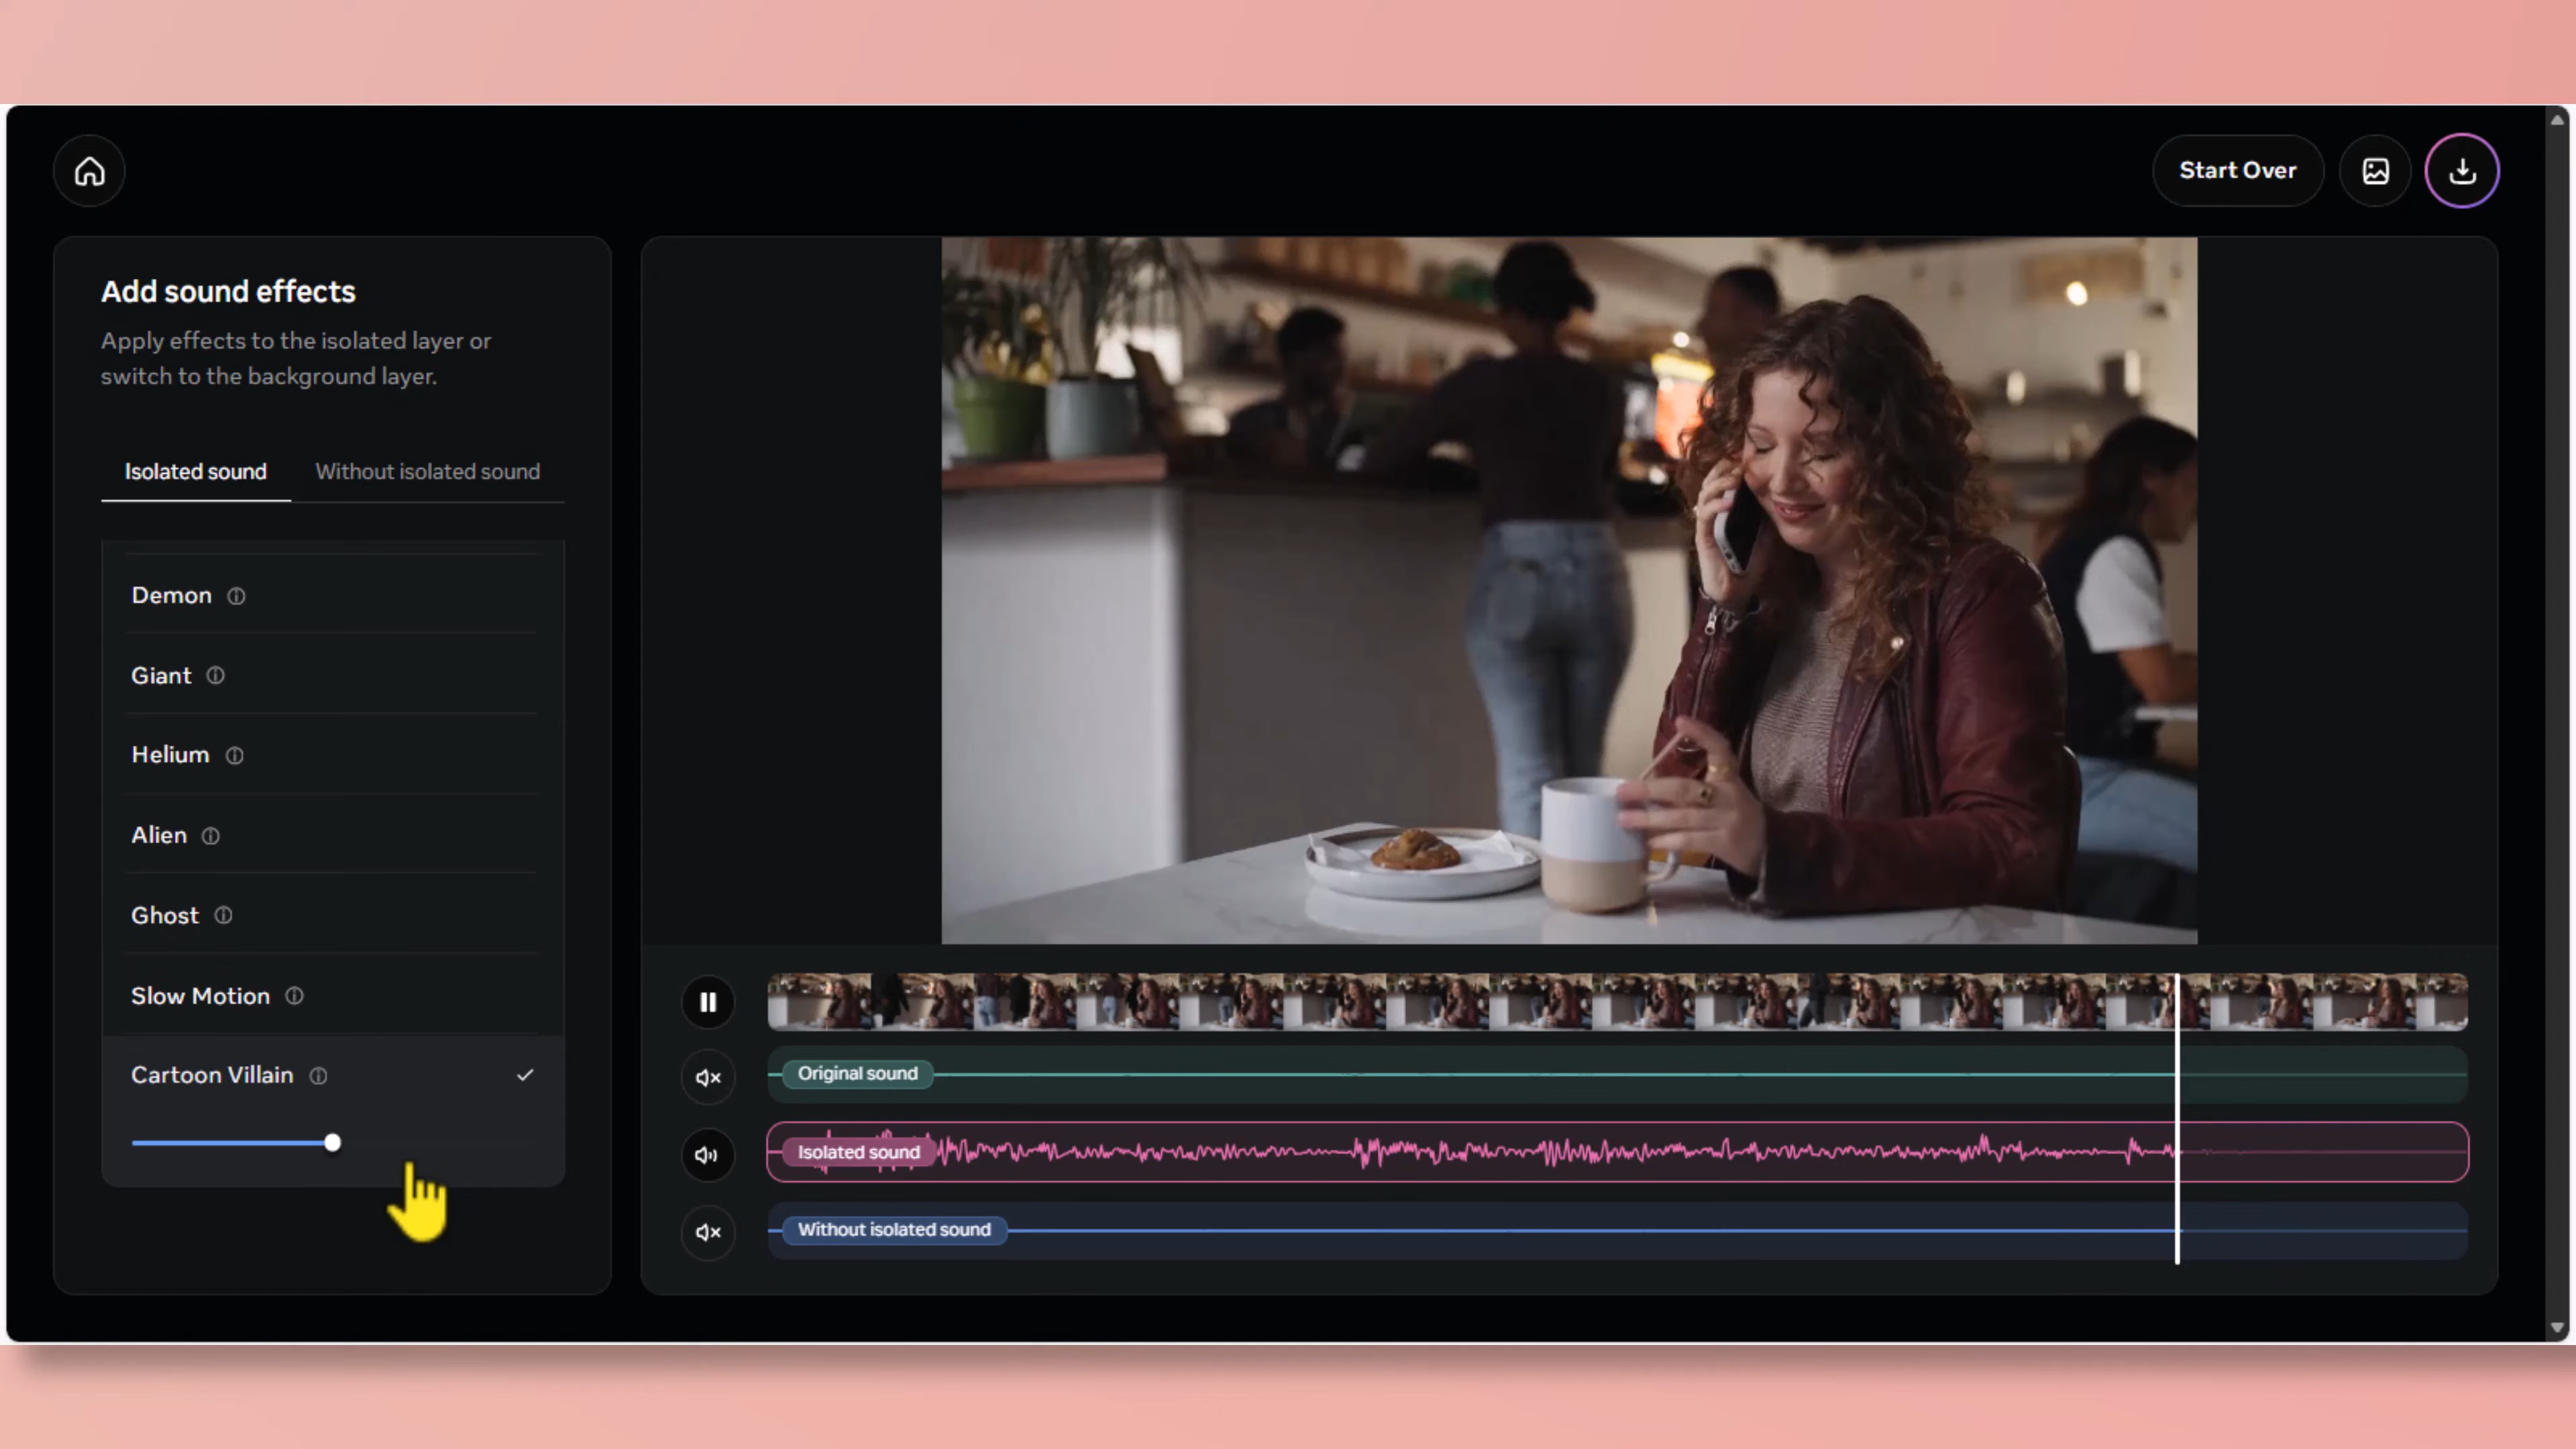 Start Over
Add sound effects
Apply effects to the isolated layer or
switch to the background layer.
Isolated sound
Without isolated sound
Demon
Giant
Helium
Alien
Ghost
Slow Motion
Cartoon Villain
Original sound
Isolated sound
Without isolated sound